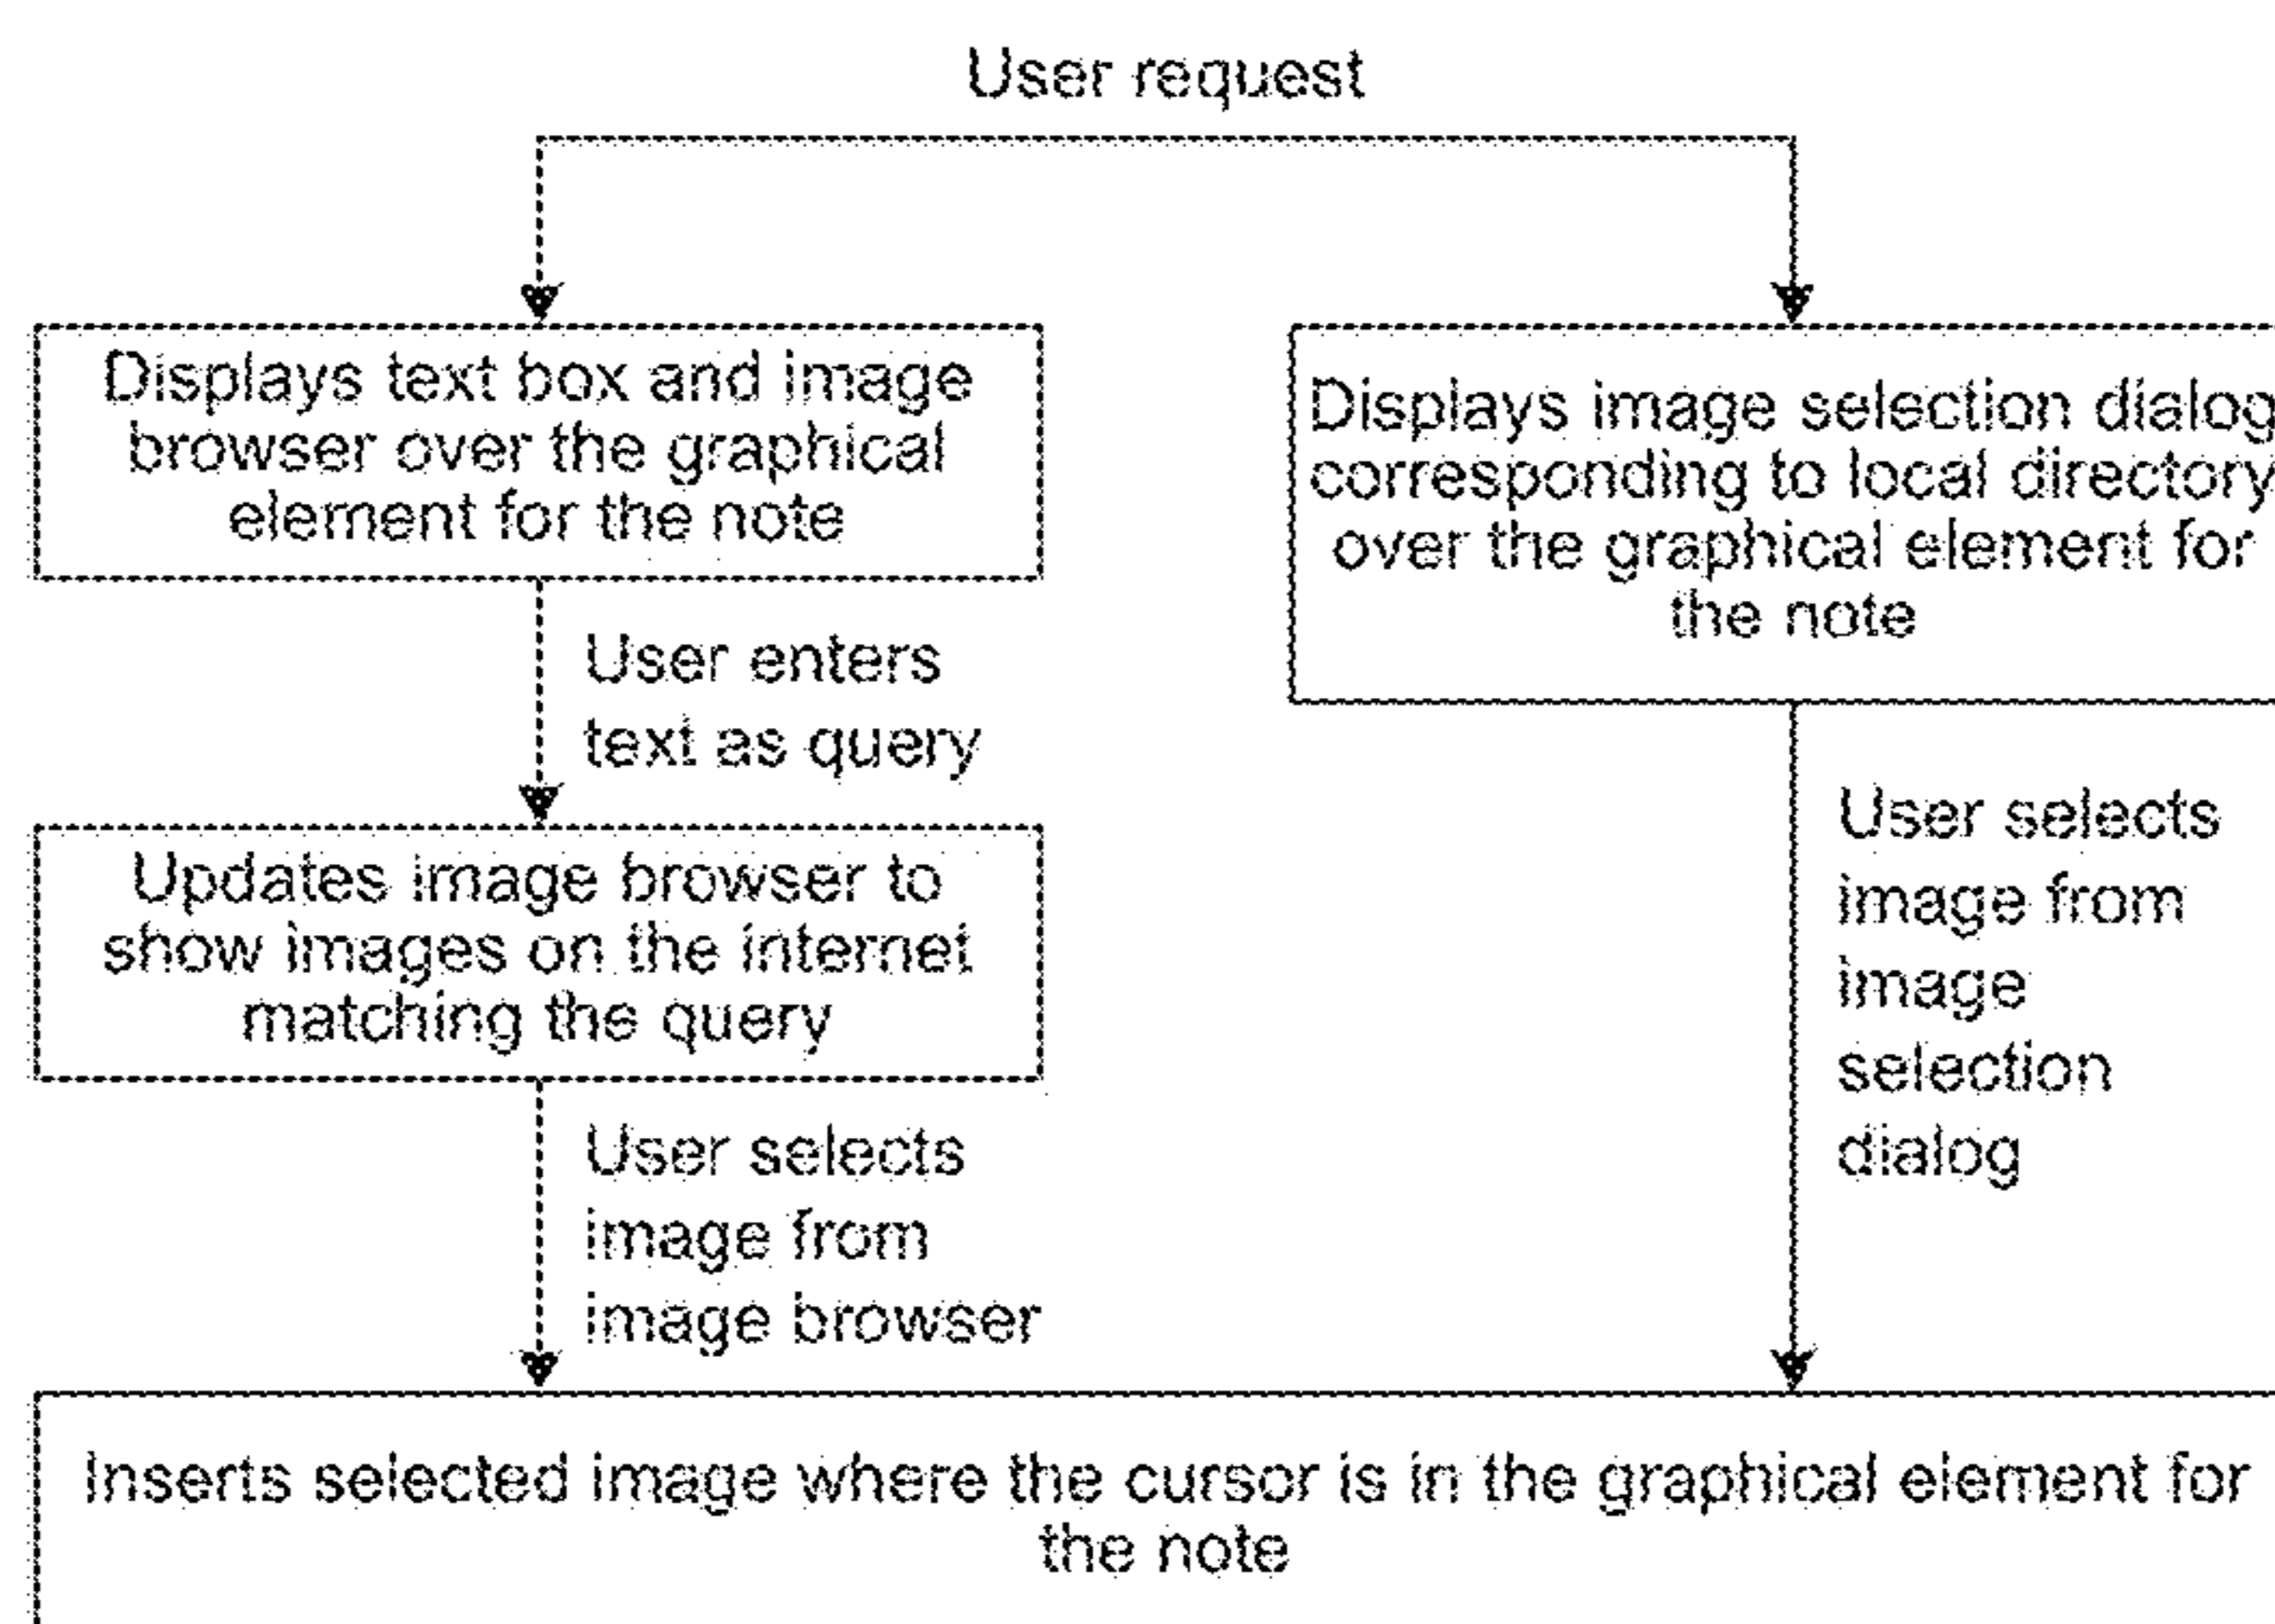 User request
Displays text box and image
browser over the graphical
element for the note
User enters
text as query
Updates image browser to
show images on the internet
matching the query
User selects
image from
image browser
Displays image selection dialog
corresponding to local directory
over the graphical element for
the note
User selects
image from
image
selection
dialog
Inserts selected image where the cursor is in the graphical element for
the note